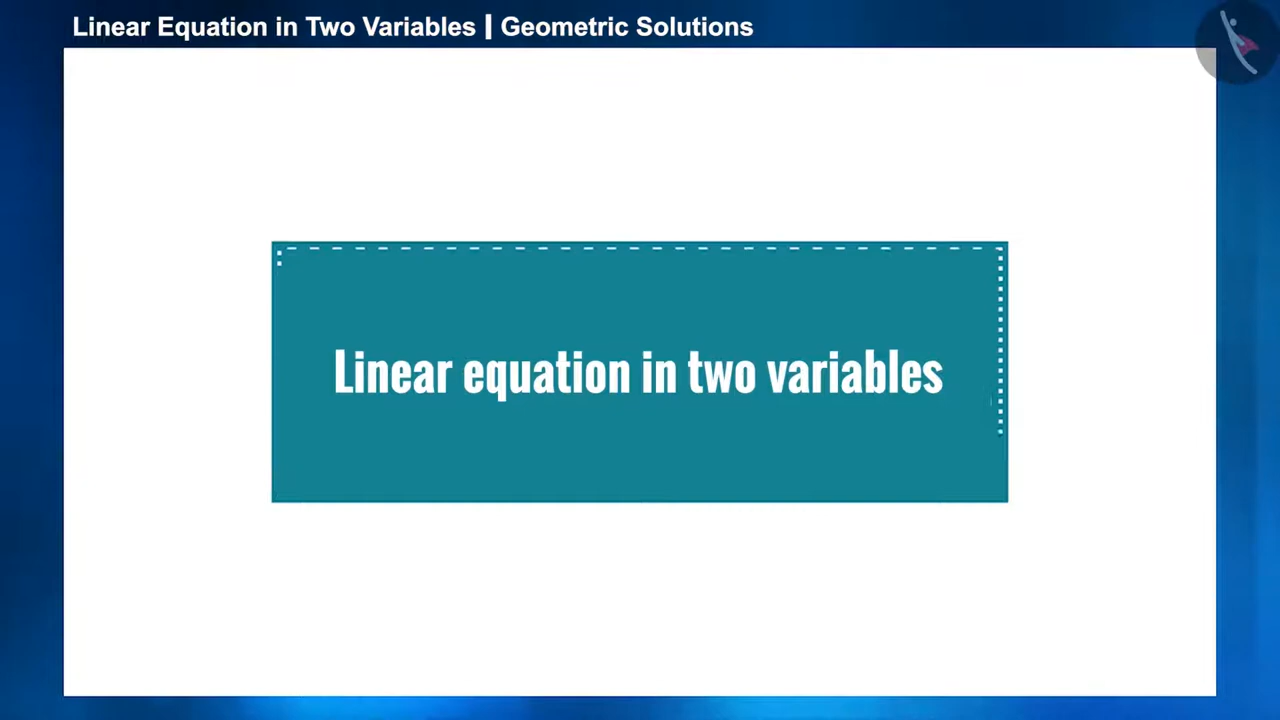 Linear Equation in Two Variables | Geometric Solutions
Linear equation in two variables